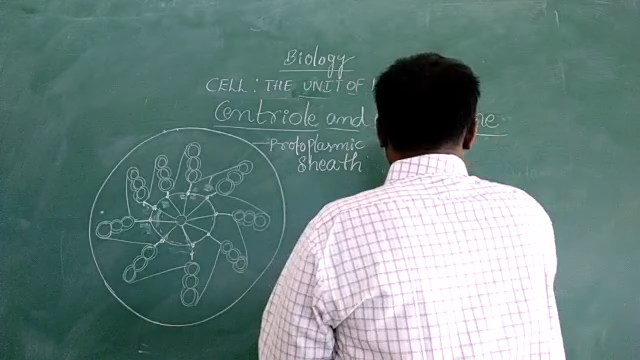 Biology
CELL: THE UNIT OF
Centriole and
Protoplasmic
Sheath